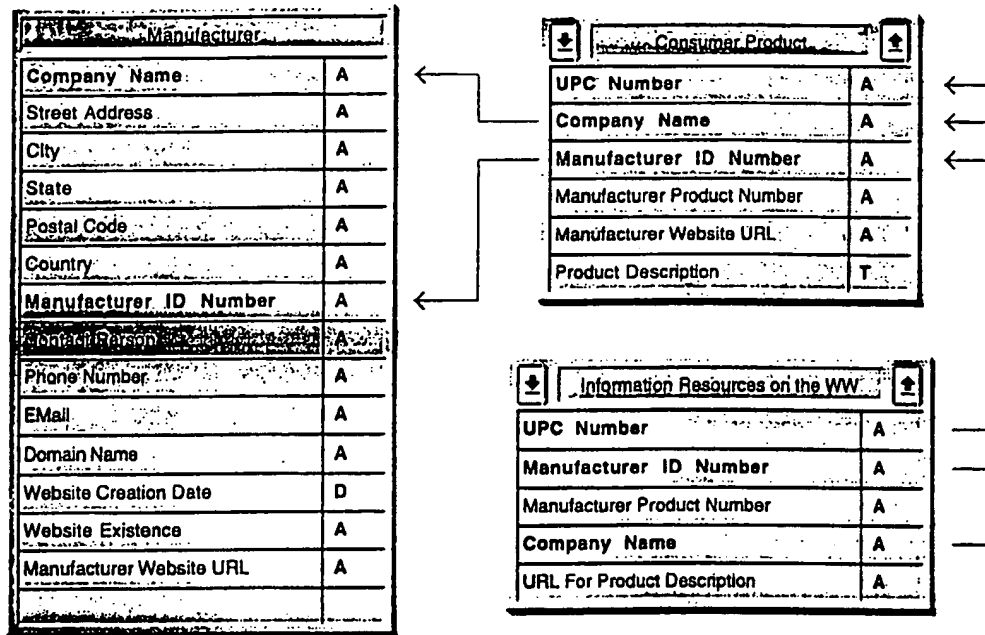 Manufacturer
Company Name A
Street Address A
City A
State A
Postal Code A
Country A
Manufacturer ID Number A
Contact Person A
Phone Number A
EMail A
Domain Name A
Website Creation Date D
Website Existence A
Manufacturer Website URL A
Consumer Product
UPC Number A
Company Name A
Manufacturer ID Number A
Manufacturer Product Number A
Manufacturer Website URL A
Product Description T
Information Resources on the WW
UPC Number A
Manufacturer ID Number A
Manufacturer Product Number A
Company Name A
URL For Product Description A